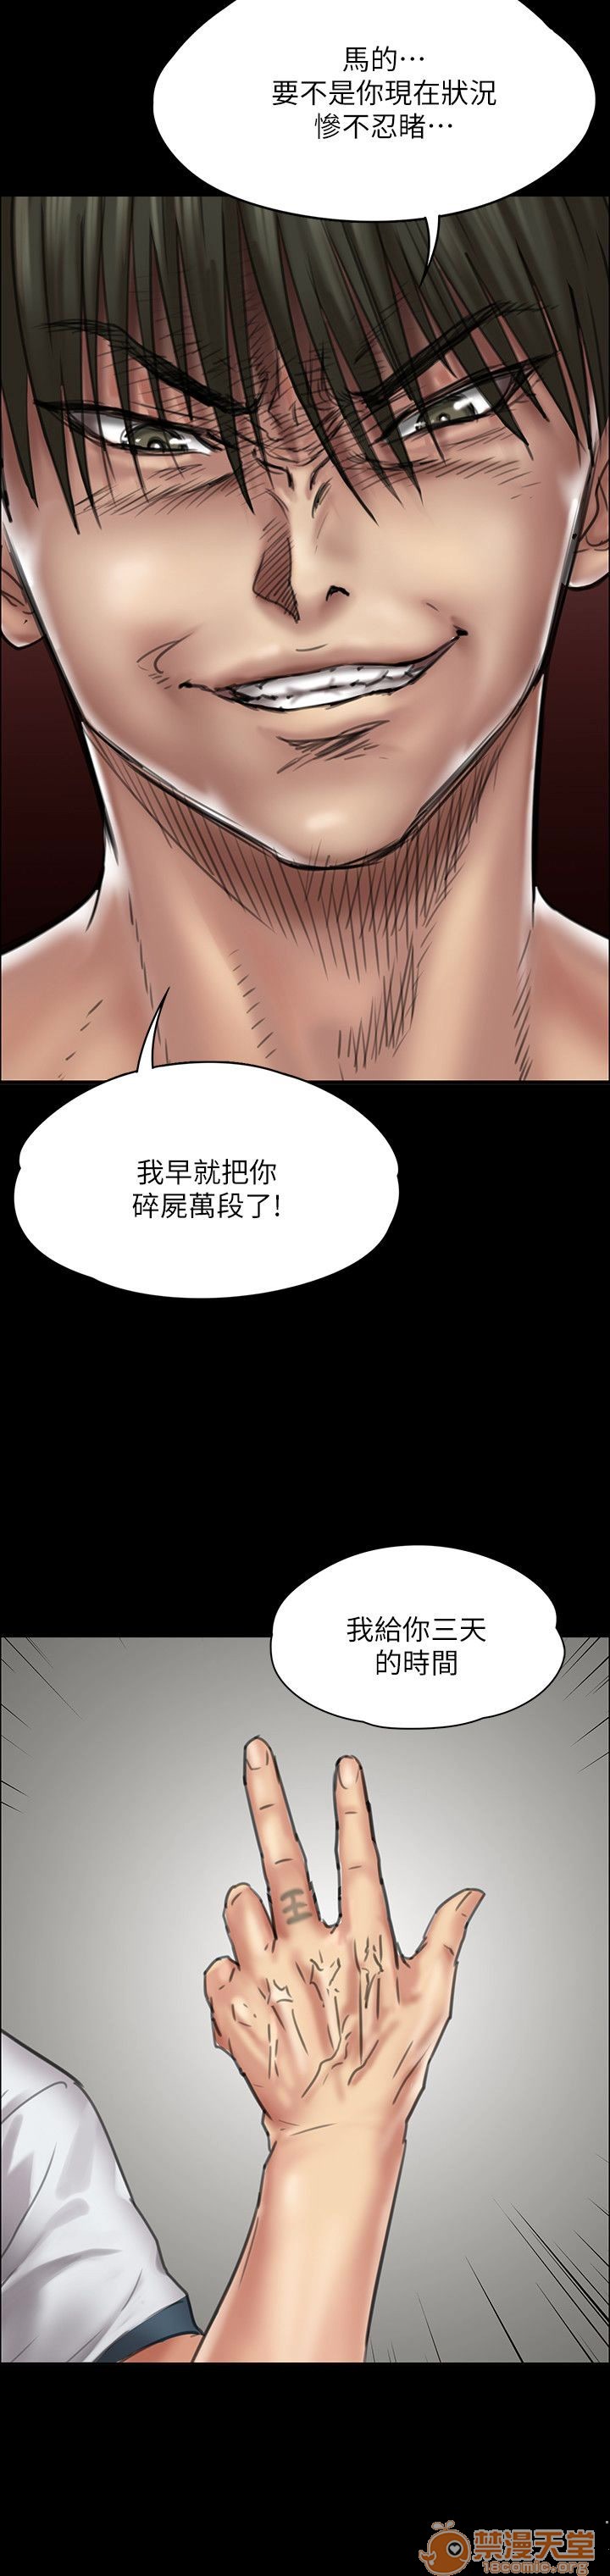 馬的⋯
要不是你現在狀況
慘不忍睹⋯
我早就把你
碎屍萬段了!
我給你三天
的時間
王
禁漫天堂
18comic.org